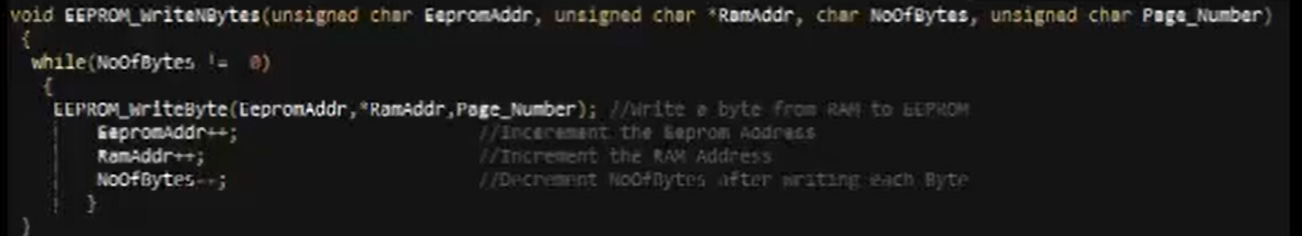 void EEPROM_WriteNBytes(unsigned char EepromAddr, unsigned char *RamAddr, char NoOfBytes, unsigned char Page_Number)
{
while(NoOfBytes != 0)
{
EEPROM_WriteByte(EepromAddr,*RamAddr,Page_Number); //Write a byte from RAM to EEPROM
EepromAddr++; //Incerement the Eeprom Address
RamAddr++; //Increment the RAM Address
NoOfBytes--; //Decrement NoOfBytes after writing each Byte
}
}